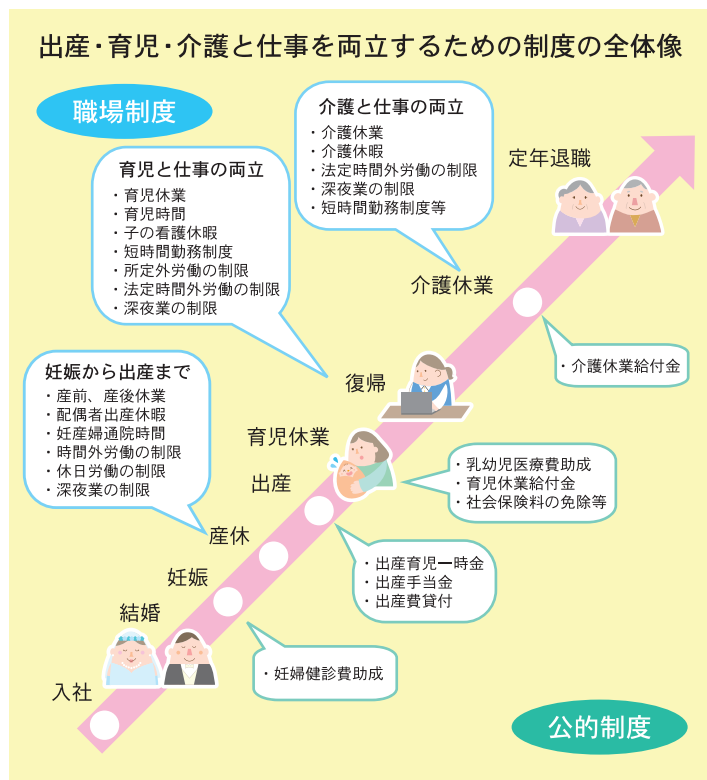 出産・育児・介護と仕事を両立するための制度の全体像
職場制度
介護と仕事の両立
・介護休業
・介護休暇
・法定時間外労働の制限
・深夜業の制限
・短時間勤務制度等
育児と仕事の両立
・育児休業
・育児時間
・子の看護休暇
・短時間勤務制度
・所定外労働の制限
・法定時間外労働の制限
・深夜業の制限
妊娠から出産まで
・産前、産後休業
・配偶者出産休暇
・妊産婦通院時間
・時間外労働の制限
・休日労働の制限
・深夜業の制限
定年退職
介護休業
・介護休業給付金
復帰
育児休業
・乳幼児医療費助成
・育児休業給付金
・社会保険料の免除等
出産
・出産育児一時金
・出産手当金
・出産費貸付
産休
妊娠
・妊婦健診費助成
結婚
入社
公的制度